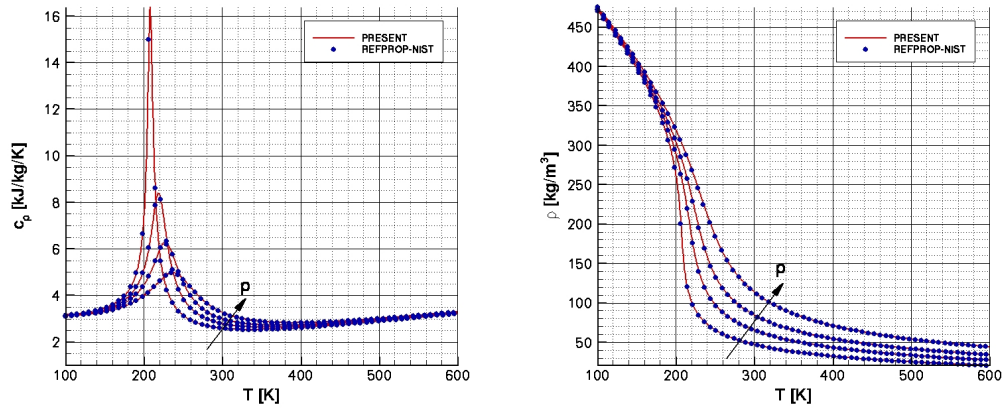 16
14
12
10
8
6
4
2
c_p [kJ/kg/K]
PRESENT
REFPROP-NIST
p
100 200 300 400 500 600
T [K]
450
400
350
300
250
200
150
100
50
ρ [kg/m³]
PRESENT
REFPROP-NIST
p
100 200 300 400 500 600
T [K]